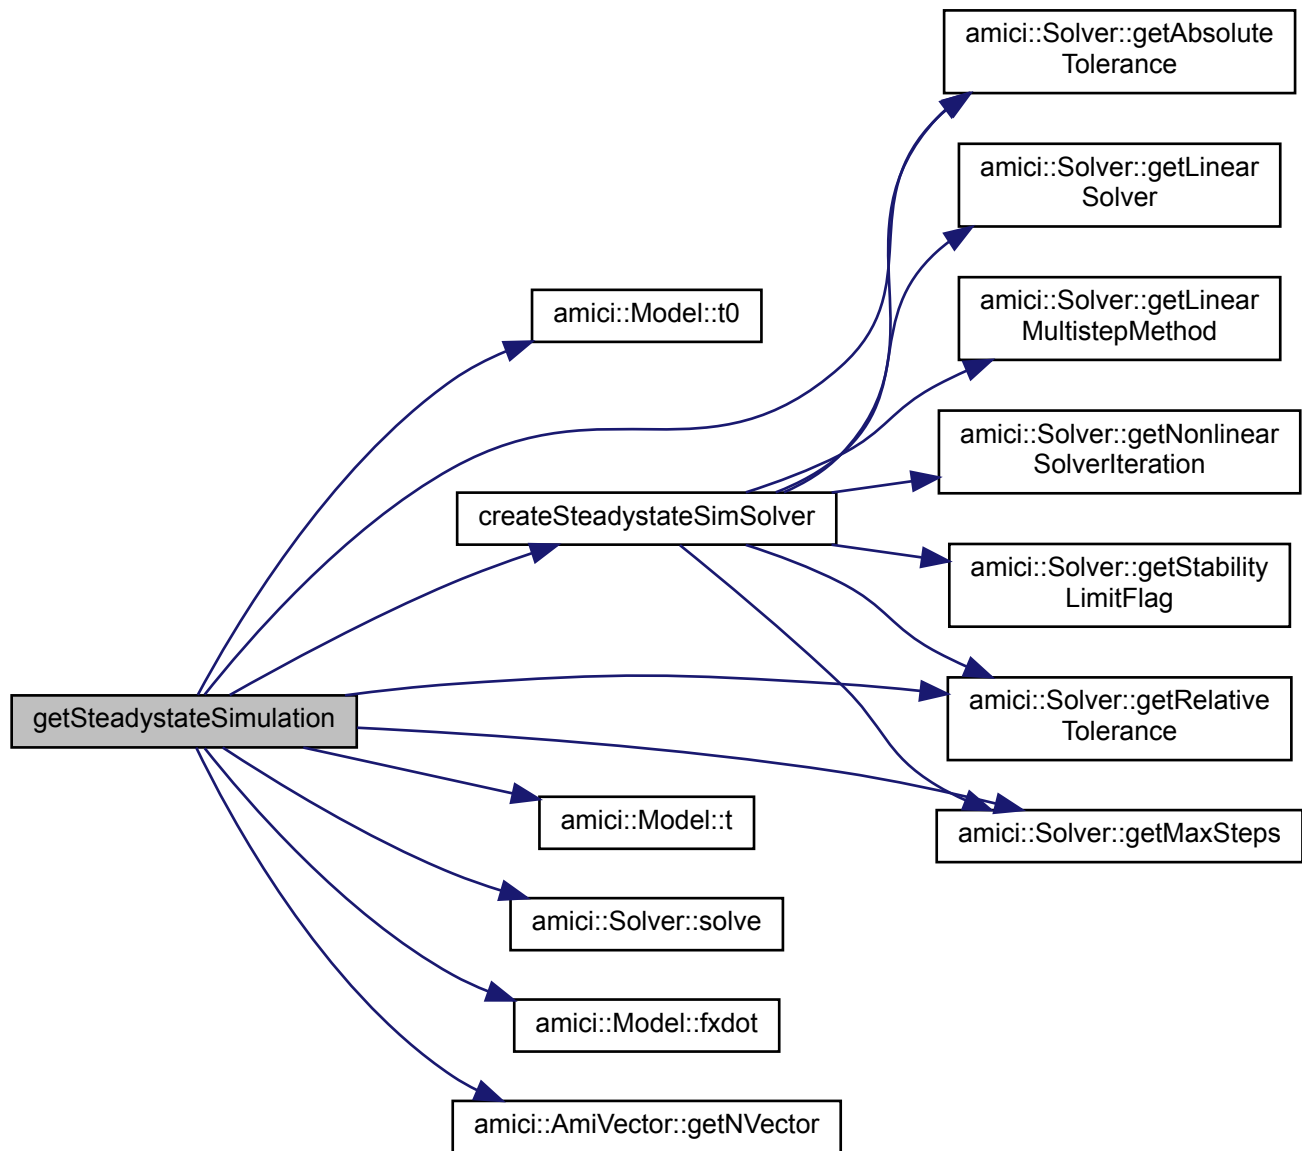 amici::Solver::getAbsolute
Tolerance
amici::Solver::getLinear
Solver
amici::Model::t0
amici::Solver::getLinear
MultistepMethod
amici::Solver::getNonlinear
SolverIteration
createSteadystateSimSolver
amici::Solver::getStability
LimitFlag
getSteadystateSimulation
amici::Solver::getRelative
Tolerance
amici::Model::t
amici::Solver::getMaxSteps
amici::Solver::solve
amici::Model::fxdot
amici::AmiVector::getNVector